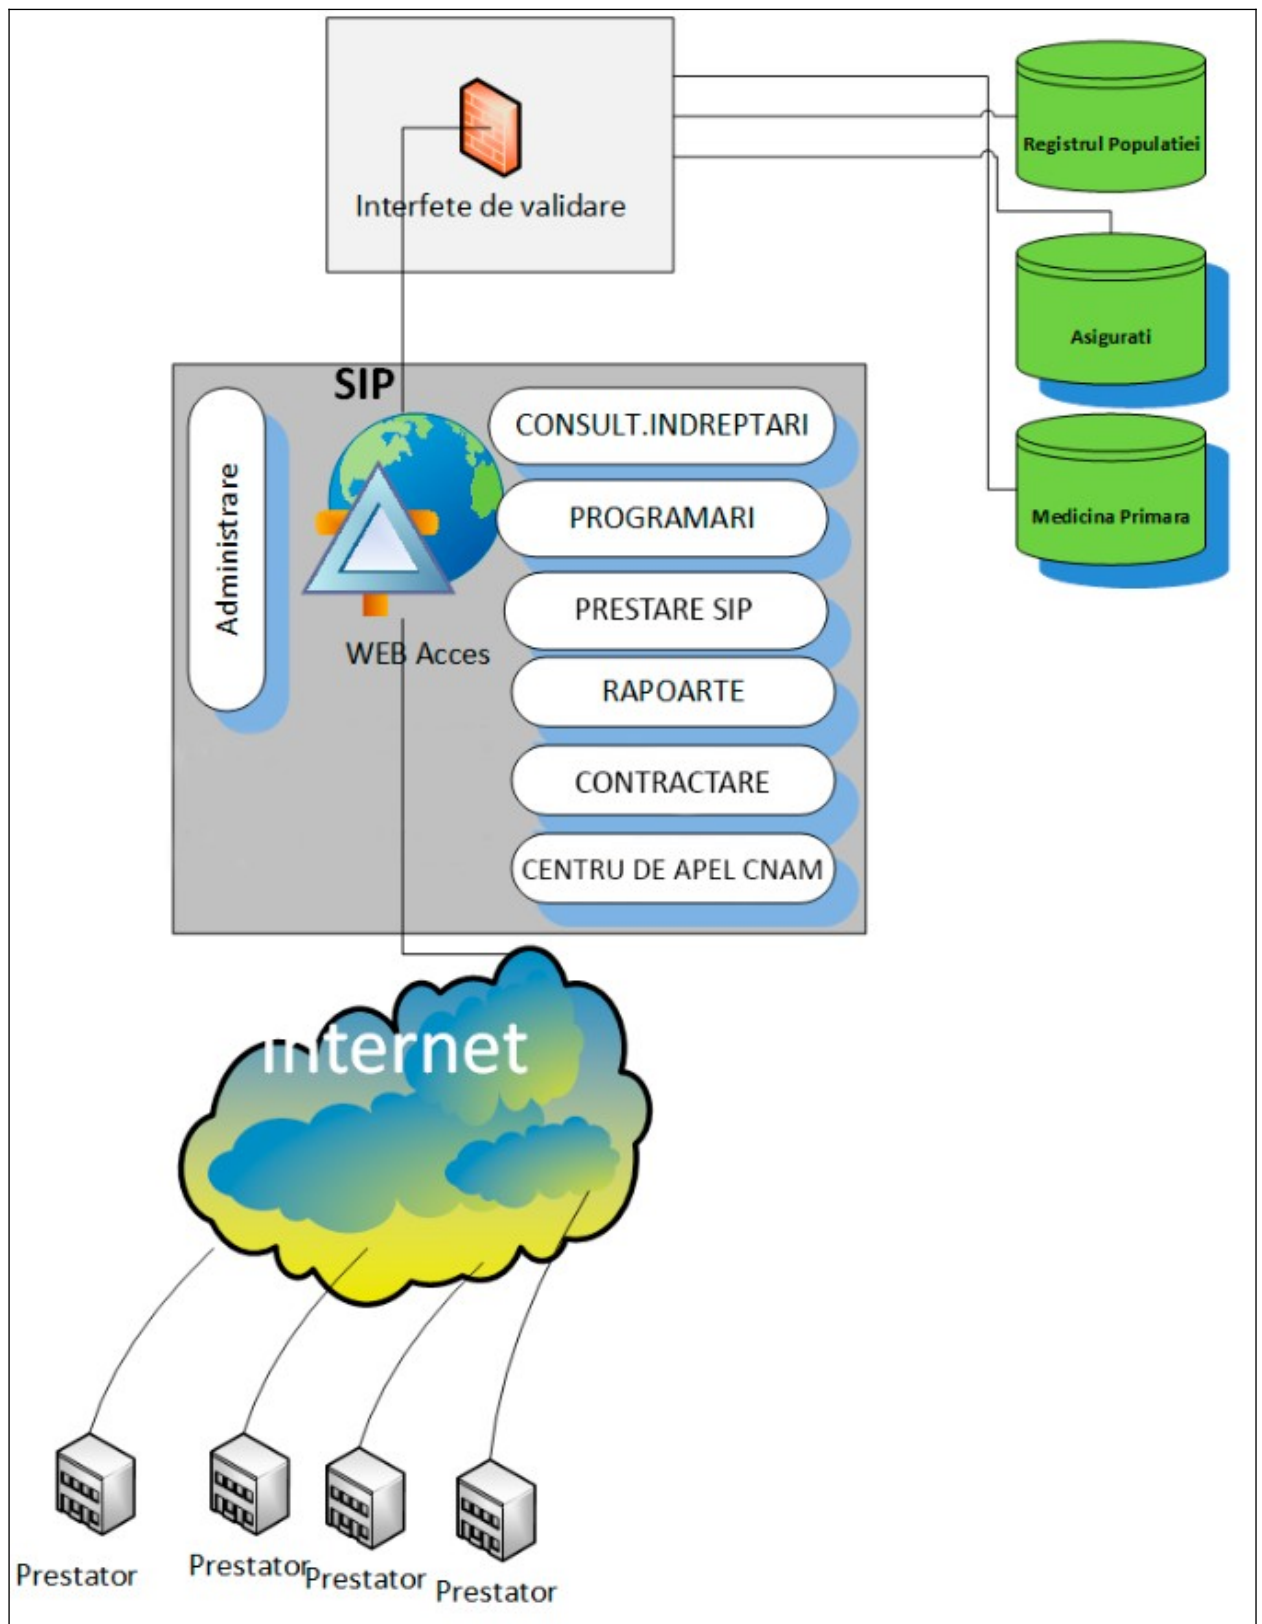 Interfete de validare
Registrul Populatiei
Asigurati
Medicina Primara
SIP
Administrare
WEB Acces
CONSULT.INDREPTARI
PROGRAMARI
PRESTARE SIP
RAPOARTE
CONTRACTARE
CENTRU DE APEL CNAM
Internet
Prestator
Prestator
Prestator
Prestator